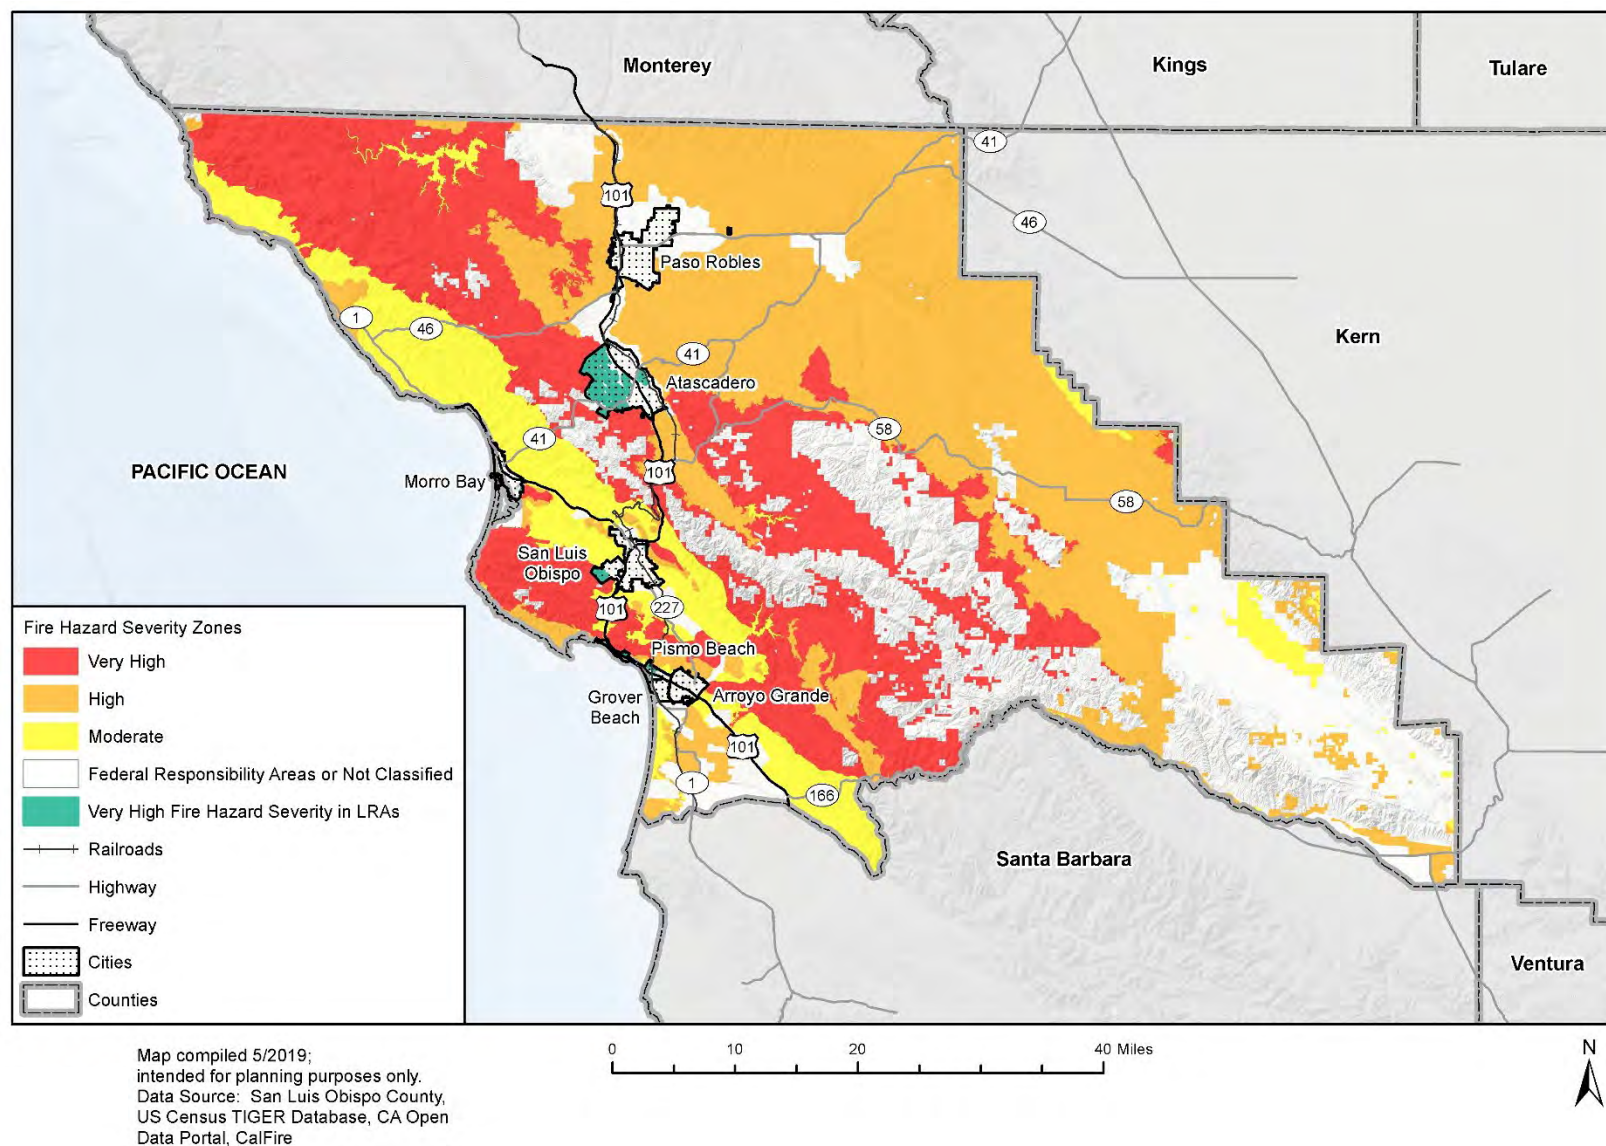 Monterey
Kings
Tulare
41
101
46
Paso Robles
Kern
1
46
41
Atascadero
58
41
101
PACIFIC OCEAN
Morro Bay
58
San Luis
Obispo
101
227
Pismo Beach
Grover
Beach
Arroyo Grande
101
1
166
Santa Barbara
Ventura
Fire Hazard Severity Zones
Very High
High
Moderate
Federal Responsibility Areas or Not Classified
Very High Fire Hazard Severity in LRAs
Railroads
Highway
Freeway
Cities
Counties
Map compiled 5/2019;
intended for planning purposes only.
Data Source: San Luis Obispo County,
US Census TIGER Database, CA Open
Data Portal, CalFire
0 10 20 40 Miles
N